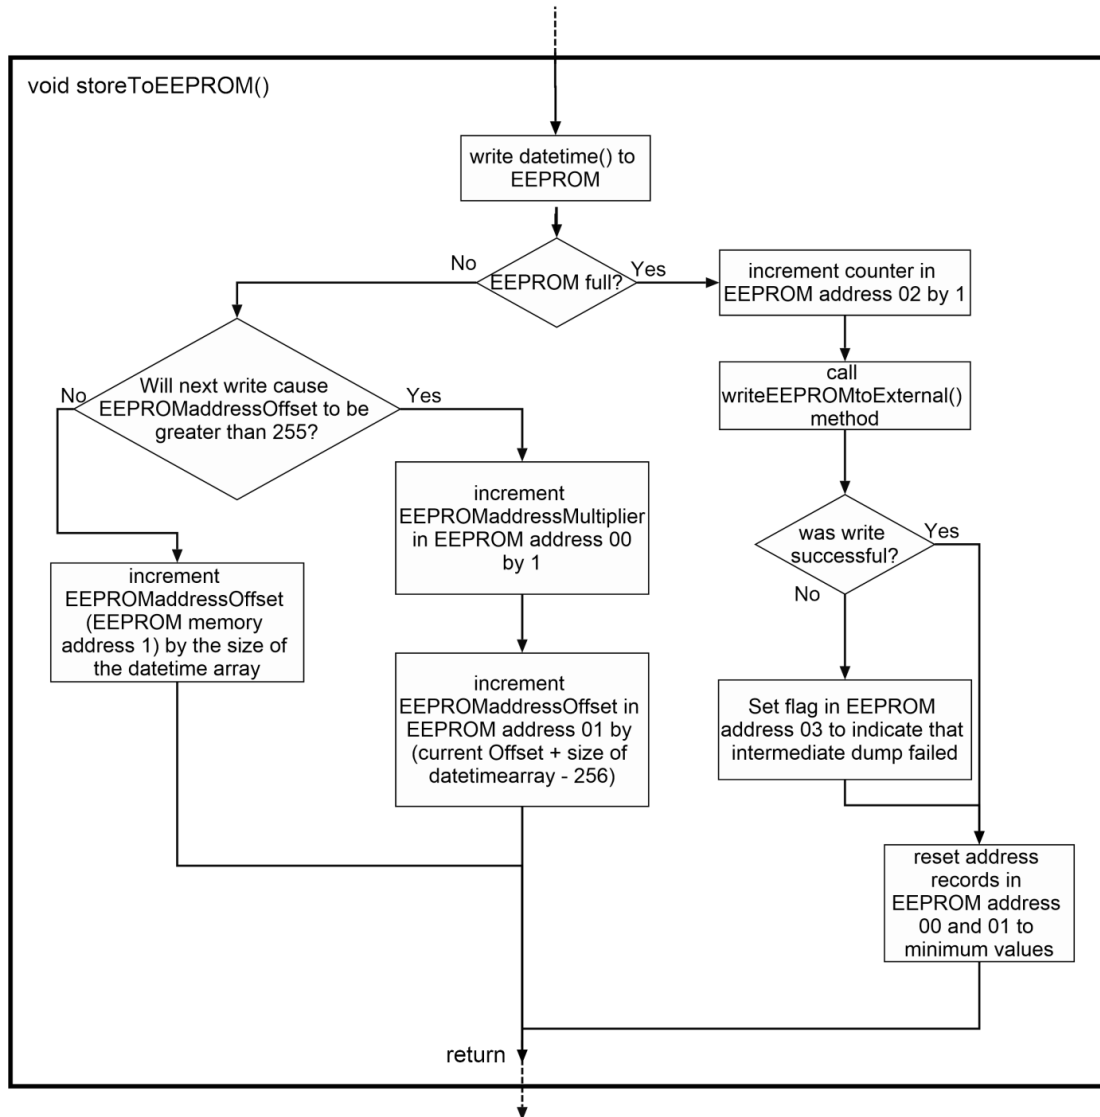 void storeToEEPROM()
write datetime() to
EEPROM
No
EEPROM full?
Yes
increment counter in
EEPROM address 02 by 1
call
writeEEPROMtoExternal()
method
No
Will next write cause
EEPROMaddressOffset to be
greater than 255?
Yes
increment
EEPROMaddressMultiplier
in EEPROM address 00
by 1
was write
successful?
Yes
No
increment
EEPROMaddressOffset
(EEPROM memory
address 1) by the size of
the datetime array
increment
EEPROMaddressOffset in
EEPROM address 01 by
(current Offset + size of
datetimearray - 256)
Set flag in EEPROM
address 03 to indicate that
intermediate dump failed
reset address
records in
EEPROM address
00 and 01 to
minimum values
return